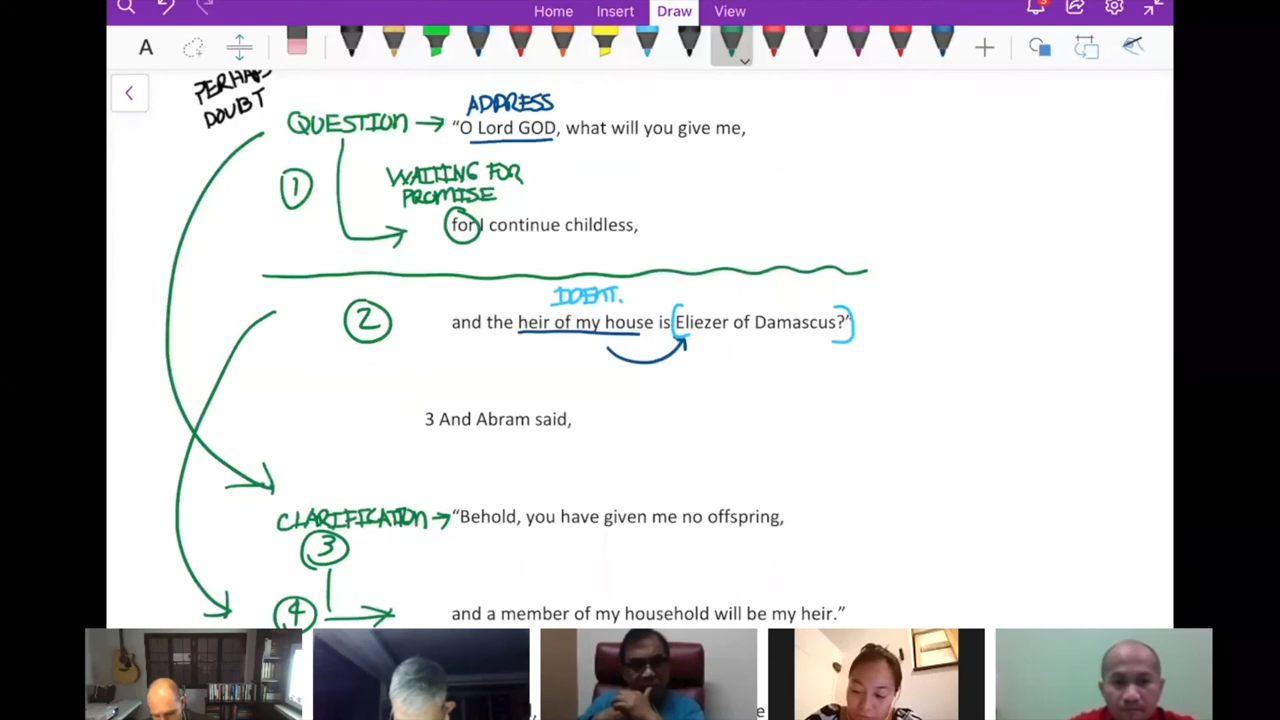 Home Insert Draw View
3
A
PERHAPS
DOUBT
ADDRESS
QUESTION → “O Lord GOD, what will you give me,
1
WAITING FOR
PROMISE
for I continue childless,
IDENT.
2 and the heir of my house is [Eliezer of Damascus?”]
3 And Abram said,
CLARIFICATION → “Behold, you have given me no offspring,
3
4 and a member of my household will be my heir.”